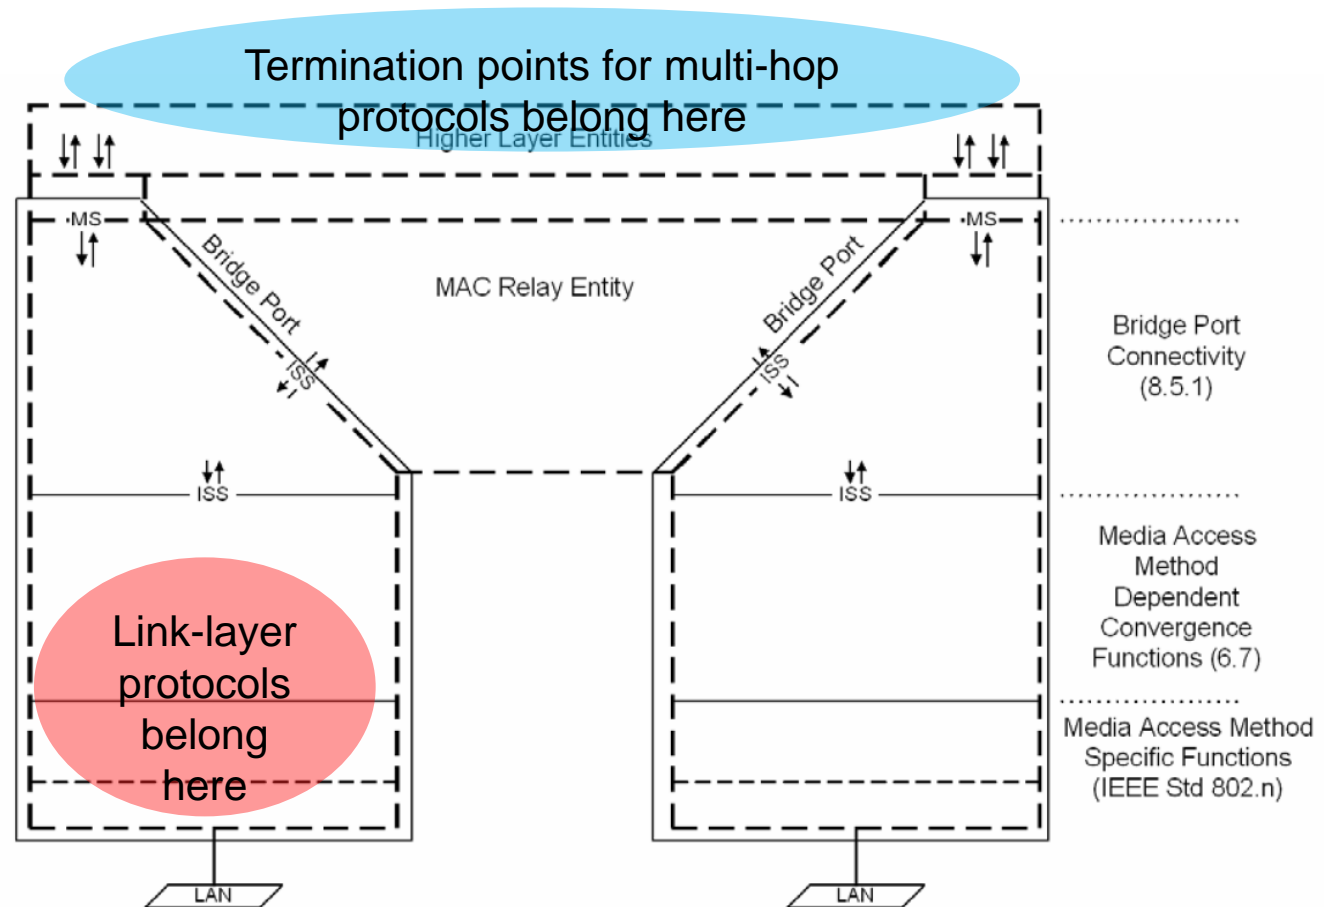 Termination points for multi-hop
protocols belong here
Higher Layer Entities
MS
MS
Bridge Port
Bridge Port
MAC Relay Entity
ISS
ISS
Bridge Port
Connectivity
(8.5.1)
ISS
ISS
Media Access
Method
Dependent
Convergence
Functions (6.7)
Link-layer
protocols
belong
here
Media Access Method
Specific Functions
(IEEE Std 802.n)
LAN
LAN